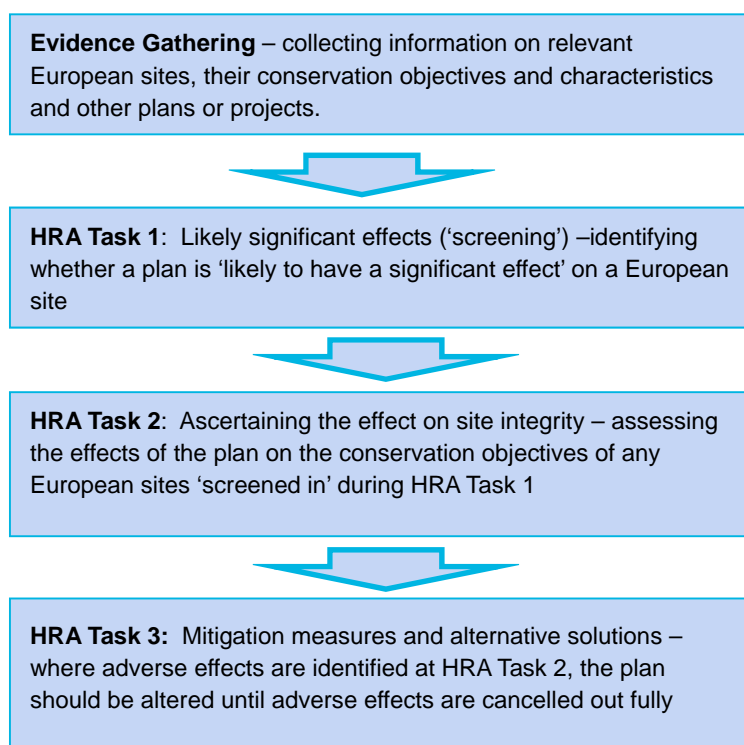 Evidence Gathering – collecting information on relevant
European sites, their conservation objectives and characteristics
and other plans or projects.
HRA Task 1:  Likely significant effects (‘screening’) –identifying
whether a plan is ‘likely to have a significant effect’ on a European
site
HRA Task 2:  Ascertaining the effect on site integrity – assessing
the effects of the plan on the conservation objectives of any
European sites ‘screened in’ during HRA Task 1
HRA Task 3:  Mitigation measures and alternative solutions –
where adverse effects are identified at HRA Task 2, the plan
should be altered until adverse effects are cancelled out fully